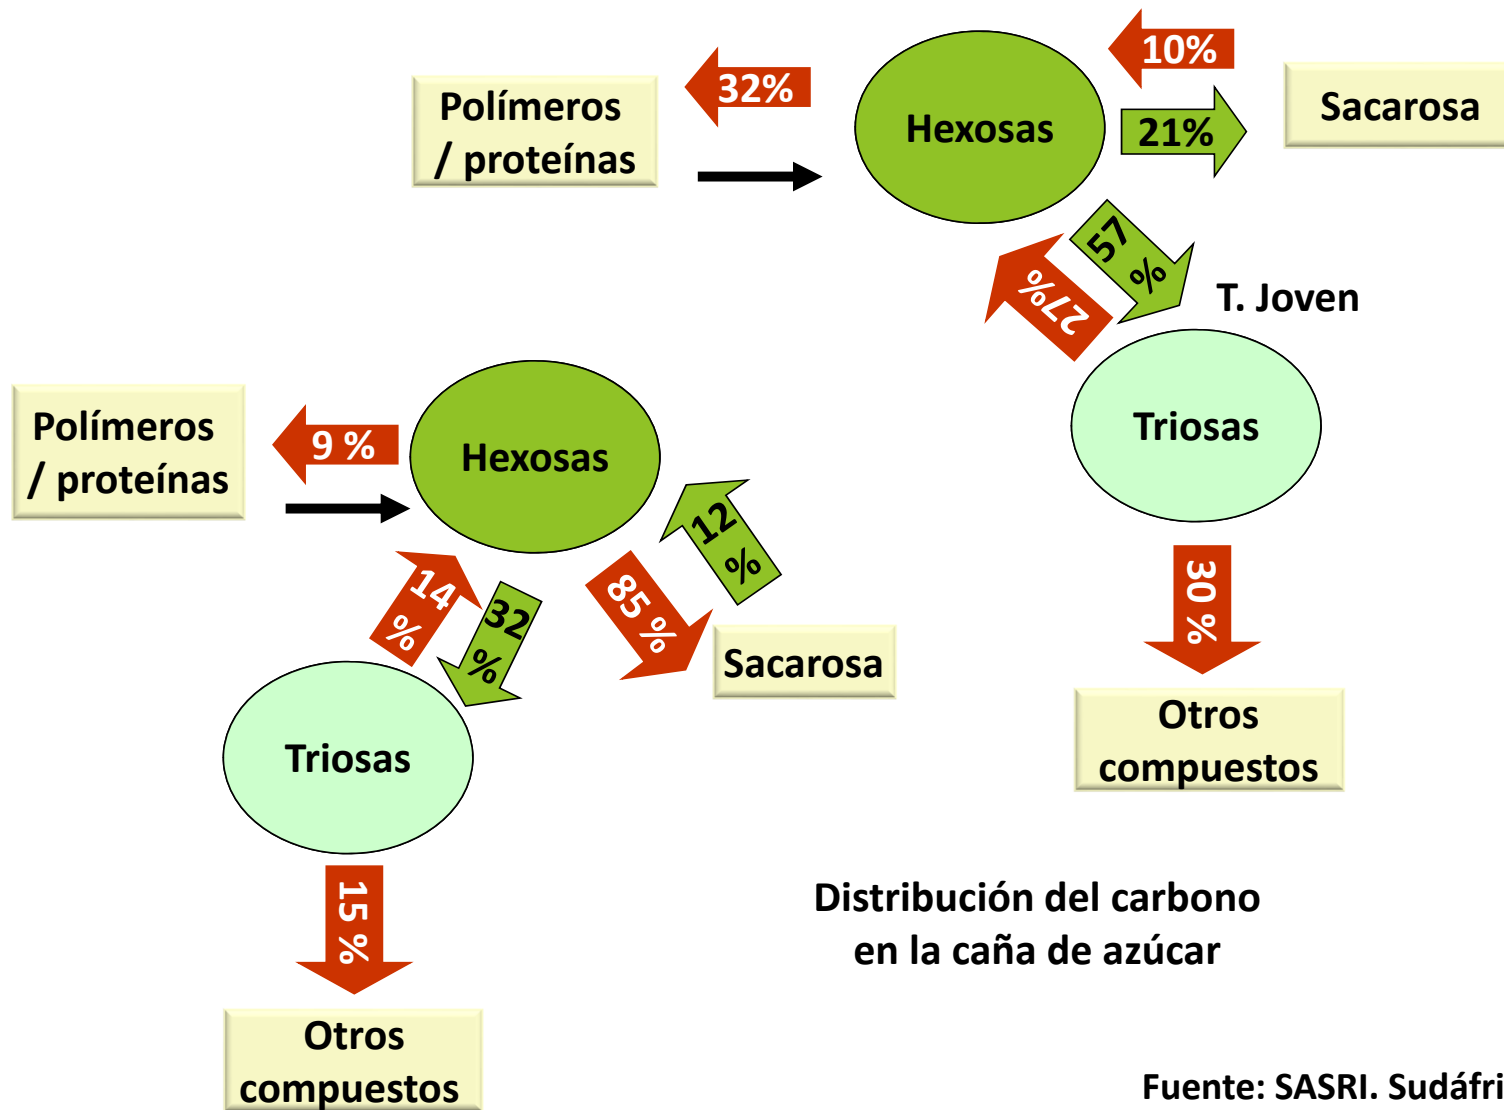 10%
32%
Polímeros
/ proteínas
Hexosas
21%
Sacarosa
57
%
27%
T. Joven
Triosas
30 %
Otros
compuestos
Polímeros
/ proteínas
9 %
Hexosas
12
%
14
%
32
%
85 %
Sacarosa
Triosas
15 %
Otros
compuestos
Distribución del carbono
en la caña de azúcar
Fuente: SASRI. Sudáfri